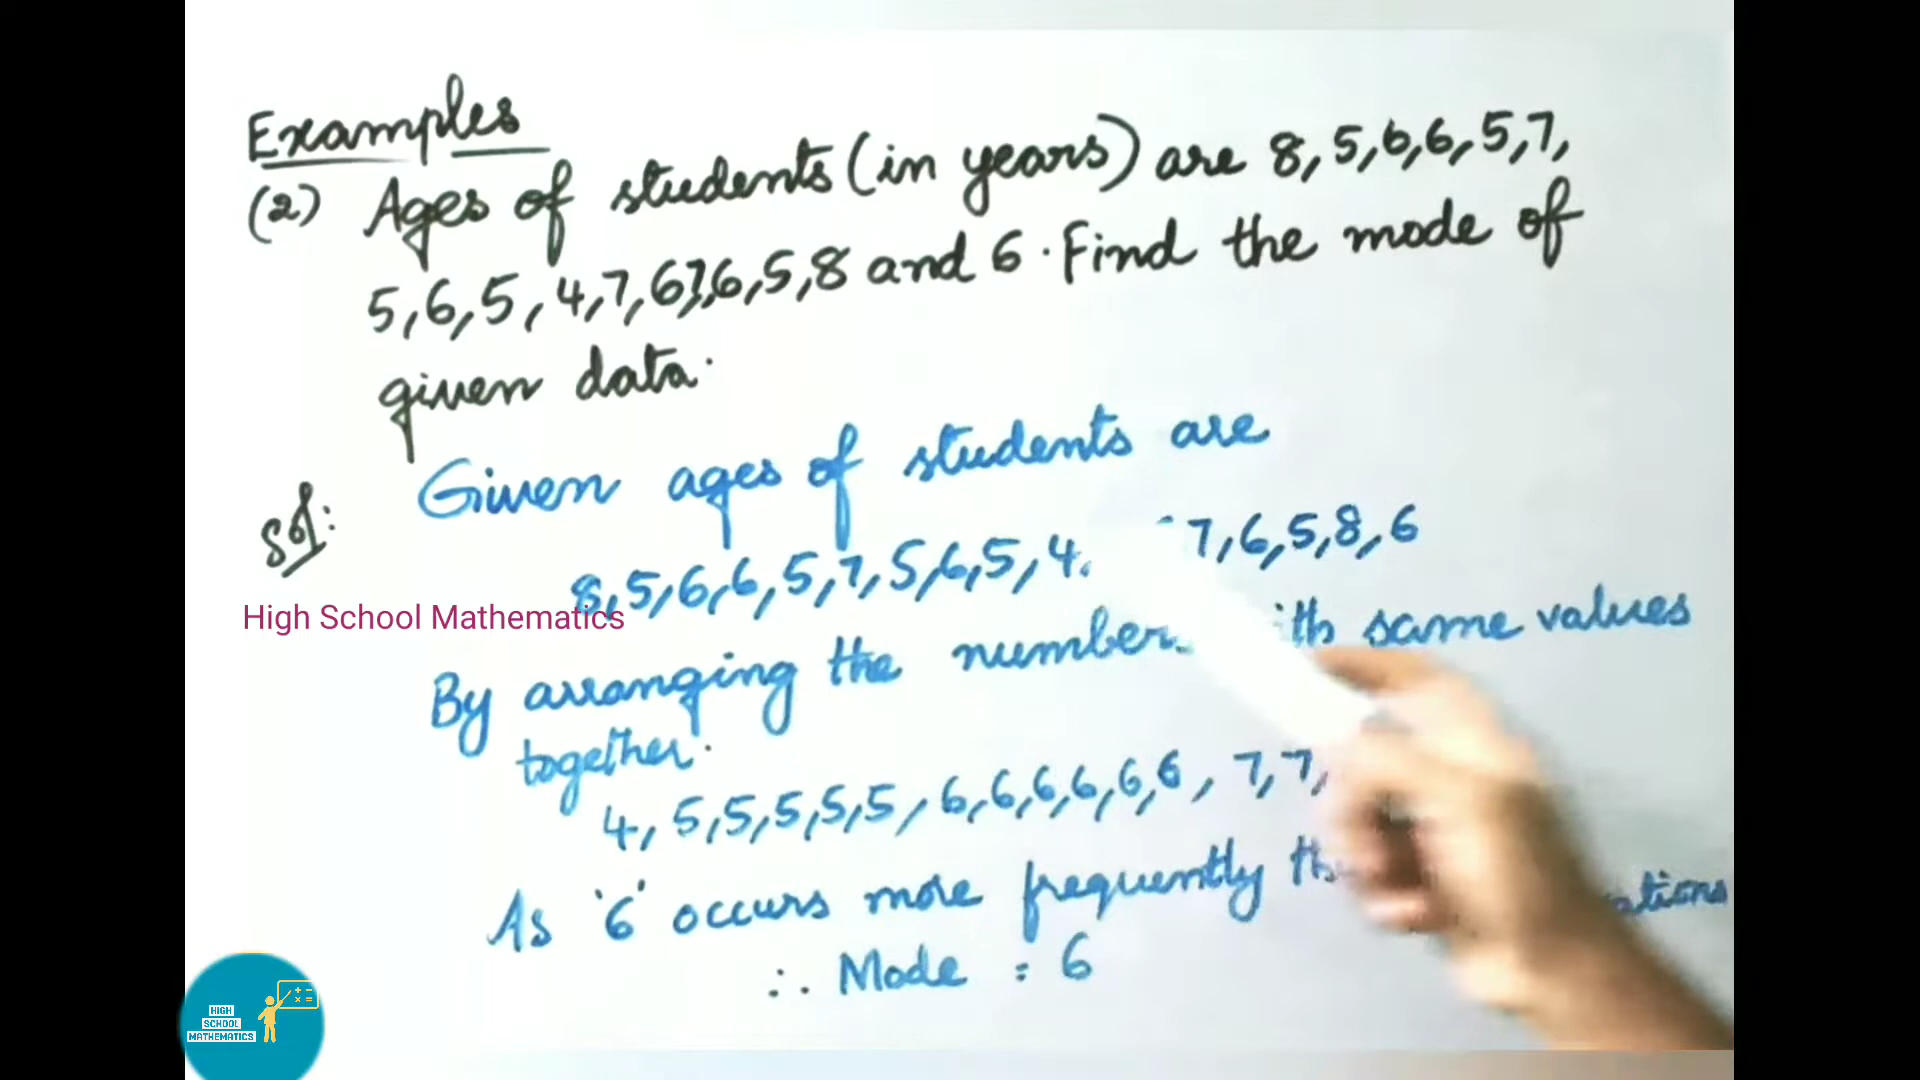 Examples
(2) Ages of students (in years) are 8, 5, 6, 6, 5, 7,
5, 6, 5, 4, 7, 6, 7, 6, 5, 8 and 6. Find the mode of
given data.
Sol: Given ages of students are
8, 5, 6, 6, 5, 7, 5, 6, 5, 4, 7, 6, 5, 8, 6
High School Mathematics
By arranging the numbers with same values
together.
4, 5, 5, 5, 5, 5, 6, 6, 6, 6, 6, 6, 7, 7,
As '6' occurs more frequently
∴ Mode = 6
HIGH
SCHOOL
MATHEMATICS